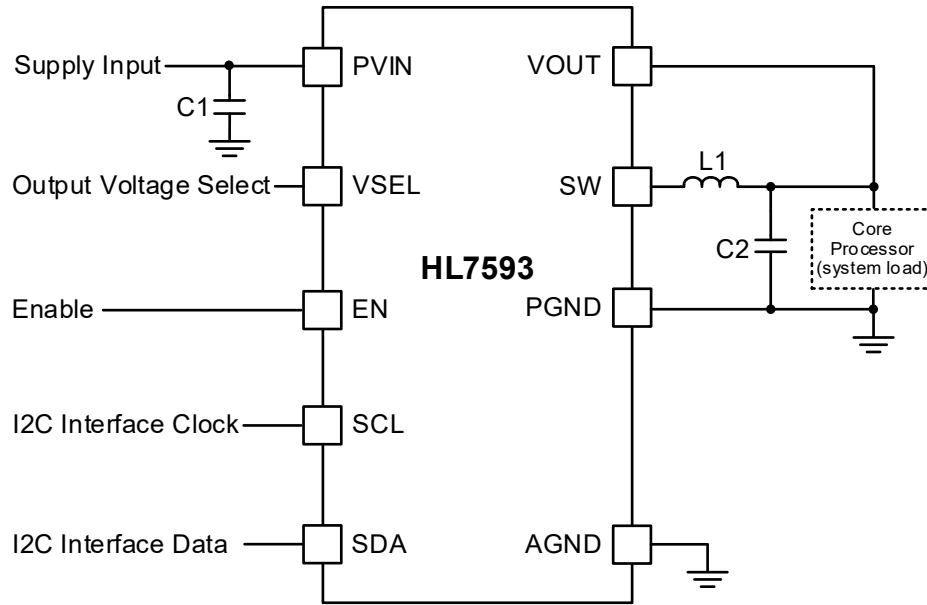 Supply Input
PVIN
VOUT
C1
L1
Output Voltage Select
VSEL
SW
Core
Processor
(system load)
C2
HL7593
Enable
EN
PGND
I2C Interface Clock
SCL
I2C Interface Data
SDA
AGND